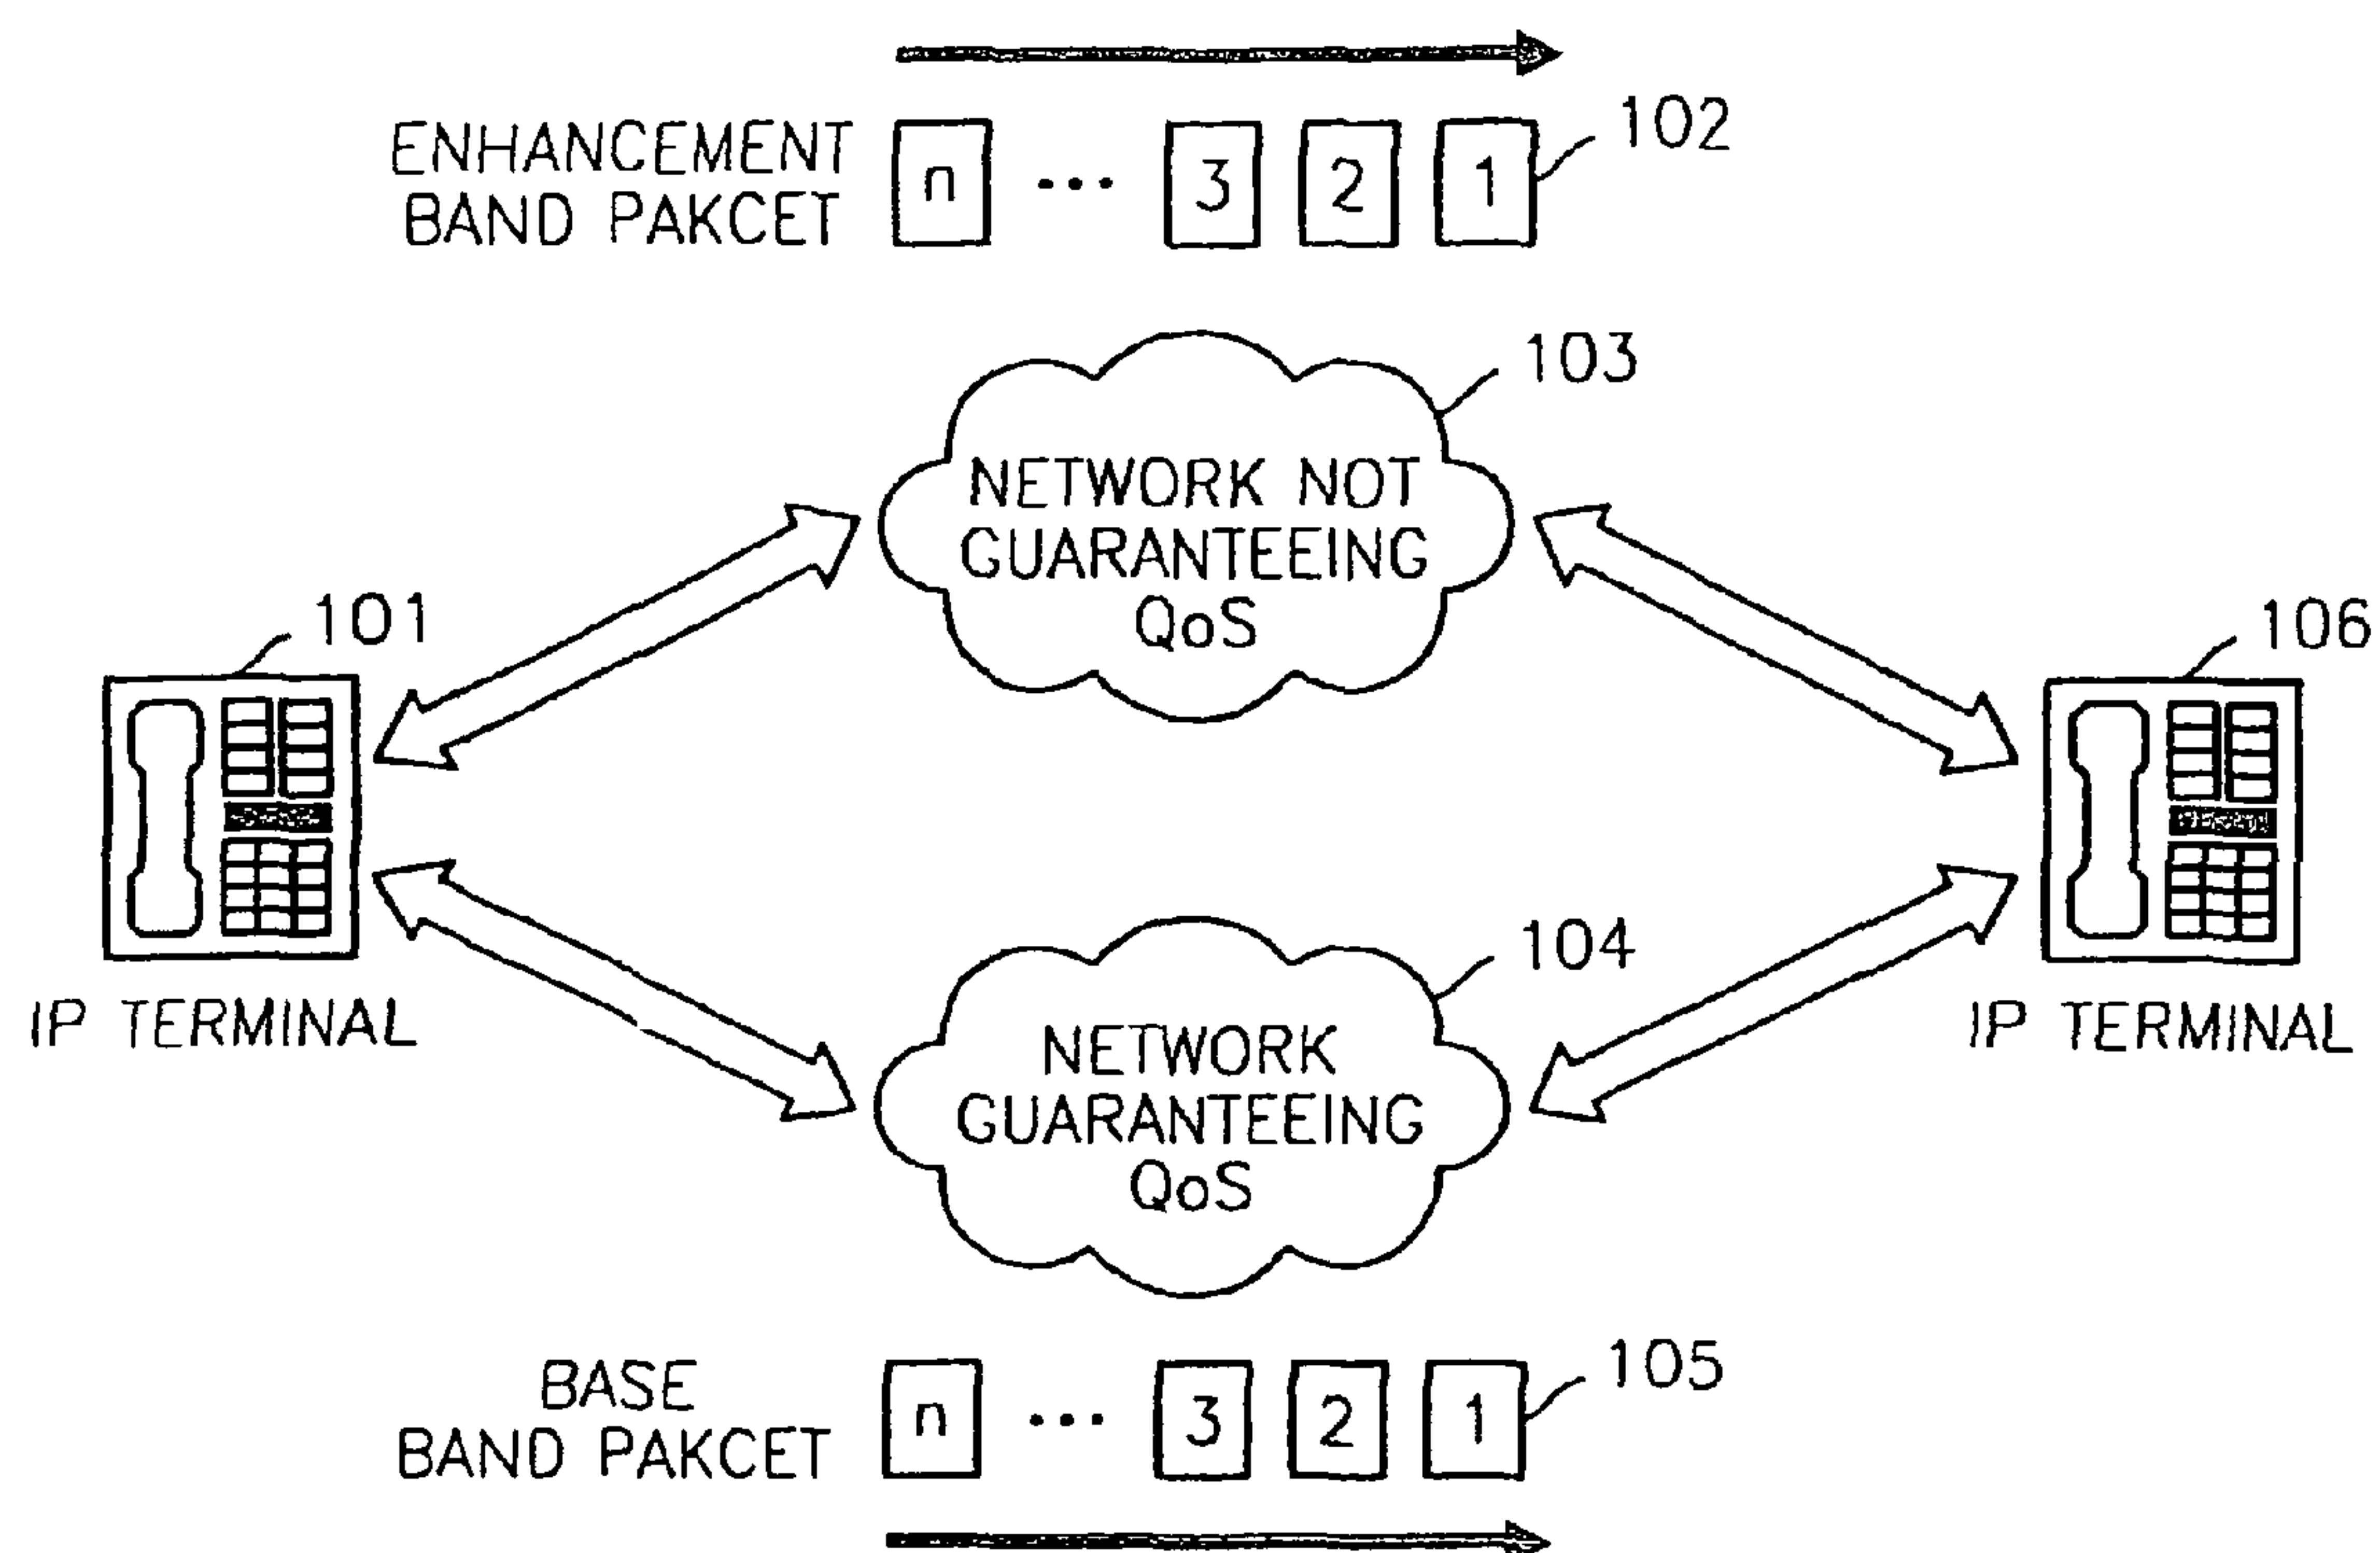 ENHANCEMENT
BAND PAKCET
n ... 3 2 1
102
103
NETWORK NOT
GUARANTEEING
QoS
101
106
IP TERMINAL
IP TERMINAL
104
NETWORK
GUARANTEEING
QoS
BASE
BAND PAKCET
n ... 3 2 1
105